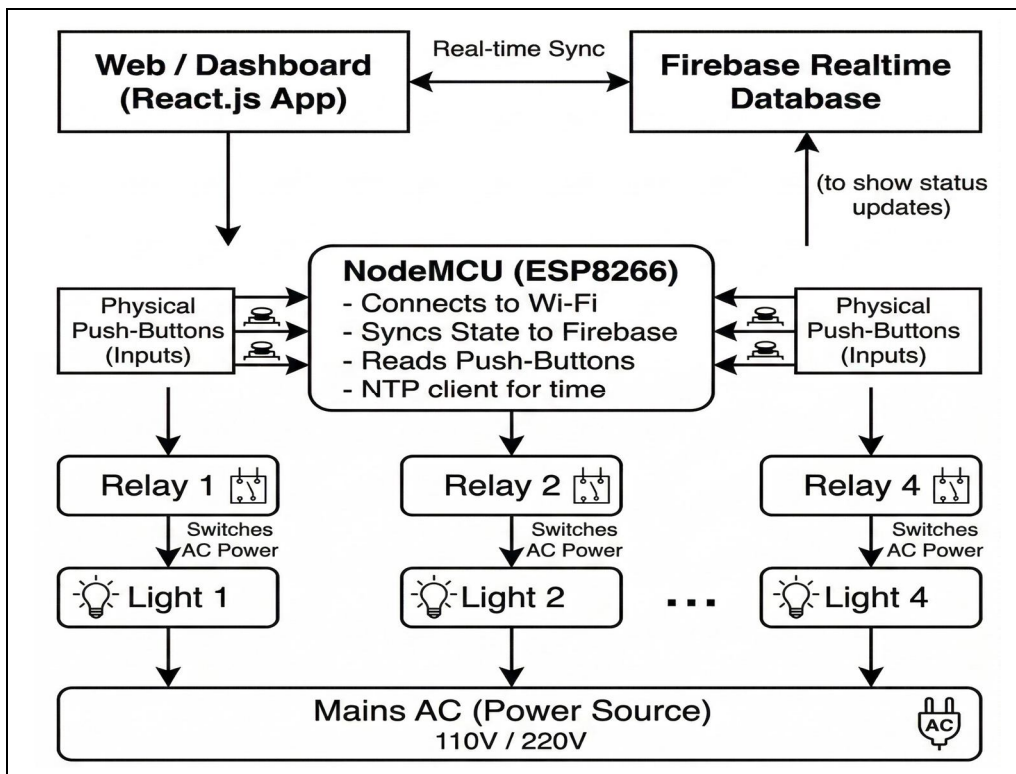 Web / Dashboard
(React.js App)
Real-time Sync
Firebase Realtime
Database
(to show status
updates)
NodeMCU (ESP8266)
- Connects to Wi-Fi
- Syncs State to Firebase
- Reads Push-Buttons
- NTP client for time
Physical
Push-Buttons
(Inputs)
Physical
Push-Buttons
(Inputs)
Relay 1
Relay 2
Relay 4
Switches
AC Power
Switches
AC Power
Switches
AC Power
Light 1
Light 2
...
Light 4
Mains AC (Power Source)
110V / 220V
AC